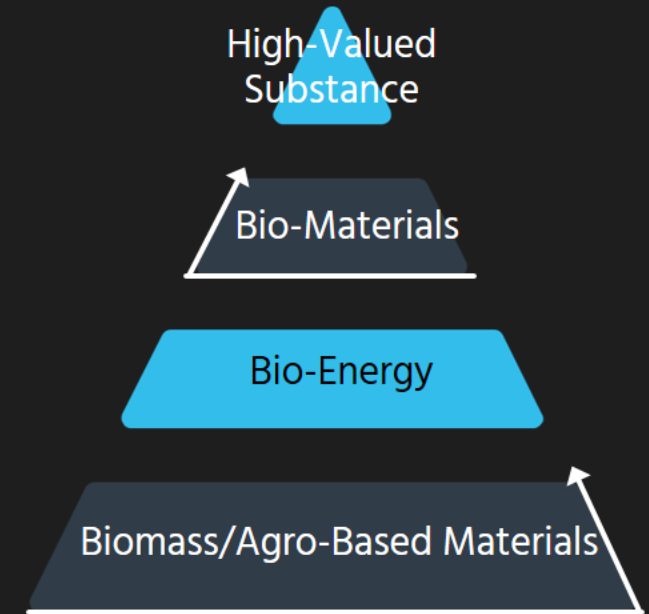 High-Valued
Substance
Bio-Materials
Bio-Energy
Biomass/Agro-Based Materials